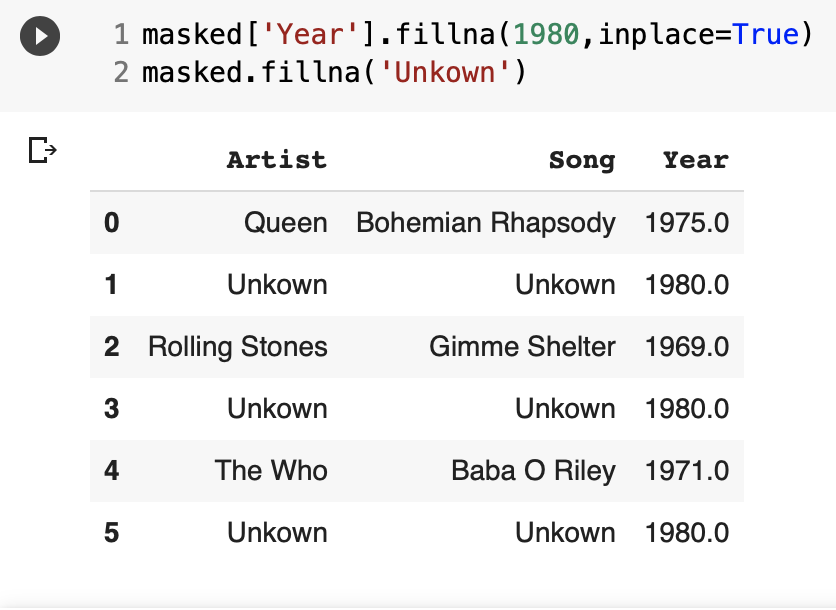 1 masked['Year'].fillna(1980,inplace=True)
2 masked.fillna('Unkown')
Artist Song Year
0 Queen Bohemian Rhapsody 1975.0
1 Unkown Unkown 1980.0
2 Rolling Stones Gimme Shelter 1969.0
3 Unkown Unkown 1980.0
4 The Who Baba O Riley 1971.0
5 Unkown Unkown 1980.0